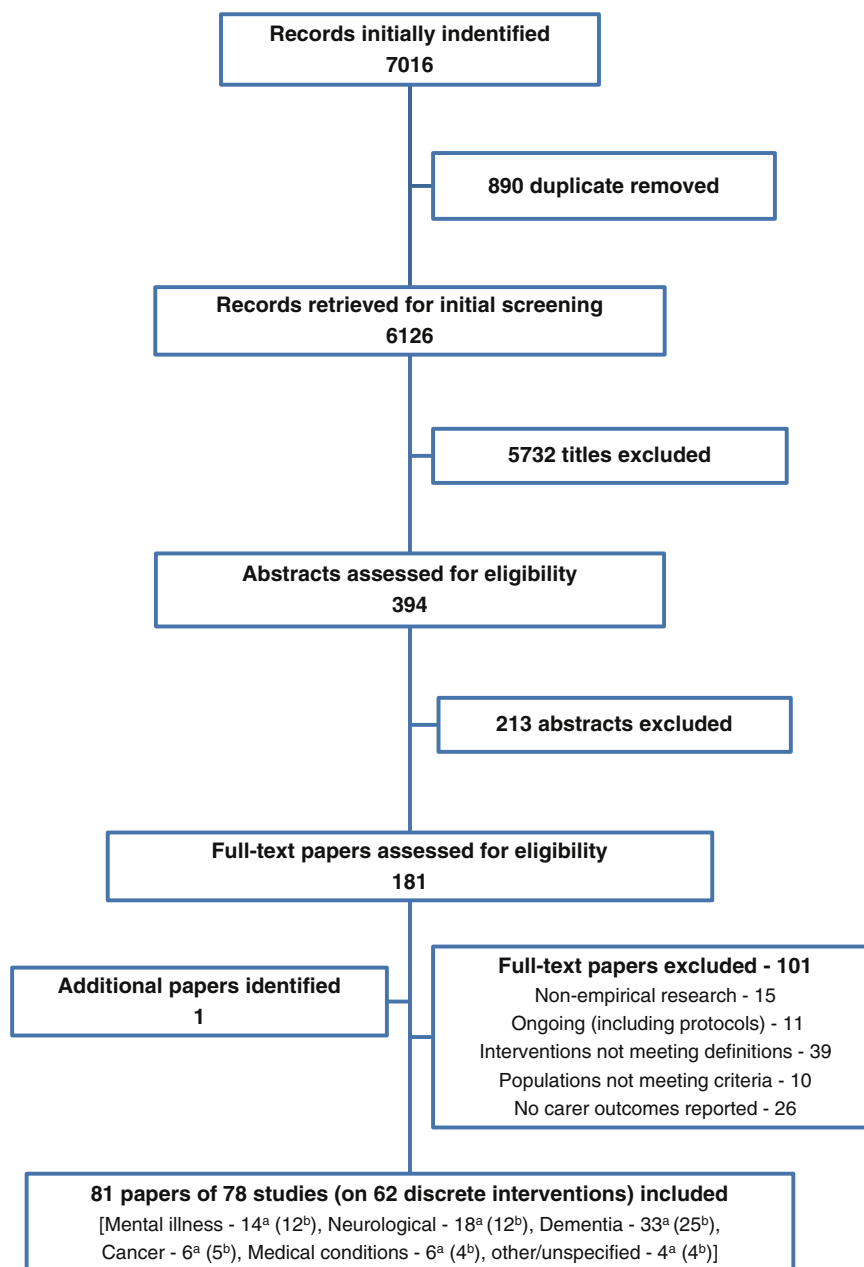 Records initially indentified
7016
890 duplicate removed
Records retrieved for initial screening
6126
5732 titles excluded
Abstracts assessed for eligibility
394
213 abstracts excluded
Full-text papers assessed for eligibility
181
Additional papers identified
1
Full-text papers excluded - 101
Non-empirical research - 15
Ongoing (including protocols) - 11
Interventions not meeting definitions - 39
Populations not meeting criteria - 10
No carer outcomes reported - 26
81 papers of 78 studies (on 62 discrete interventions) included
[Mental illness - 14ᵃ (12ᵇ), Neurological - 18ᵃ (12ᵇ), Dementia - 33ᵃ (25ᵇ),
Cancer - 6ᵃ (5ᵇ), Medical conditions - 6ᵃ (4ᵇ), other/unspecified - 4ᵃ (4ᵇ)]